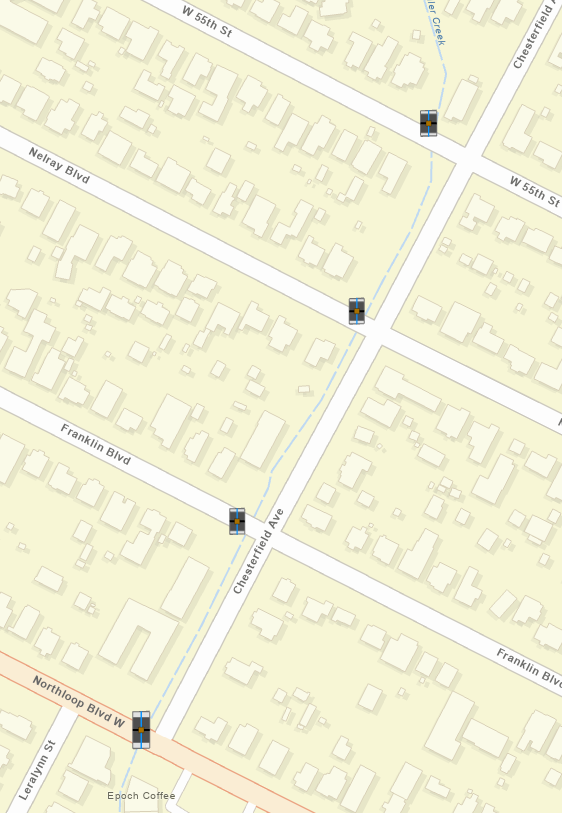 W 55th St
Creek
Chesterfield
Nelray Blvd
W 55th St
Franklin Blvd
Chesterfield Ave
Franklin Blvd
Northloop Blvd W
Leralynn St
Epoch Coffee